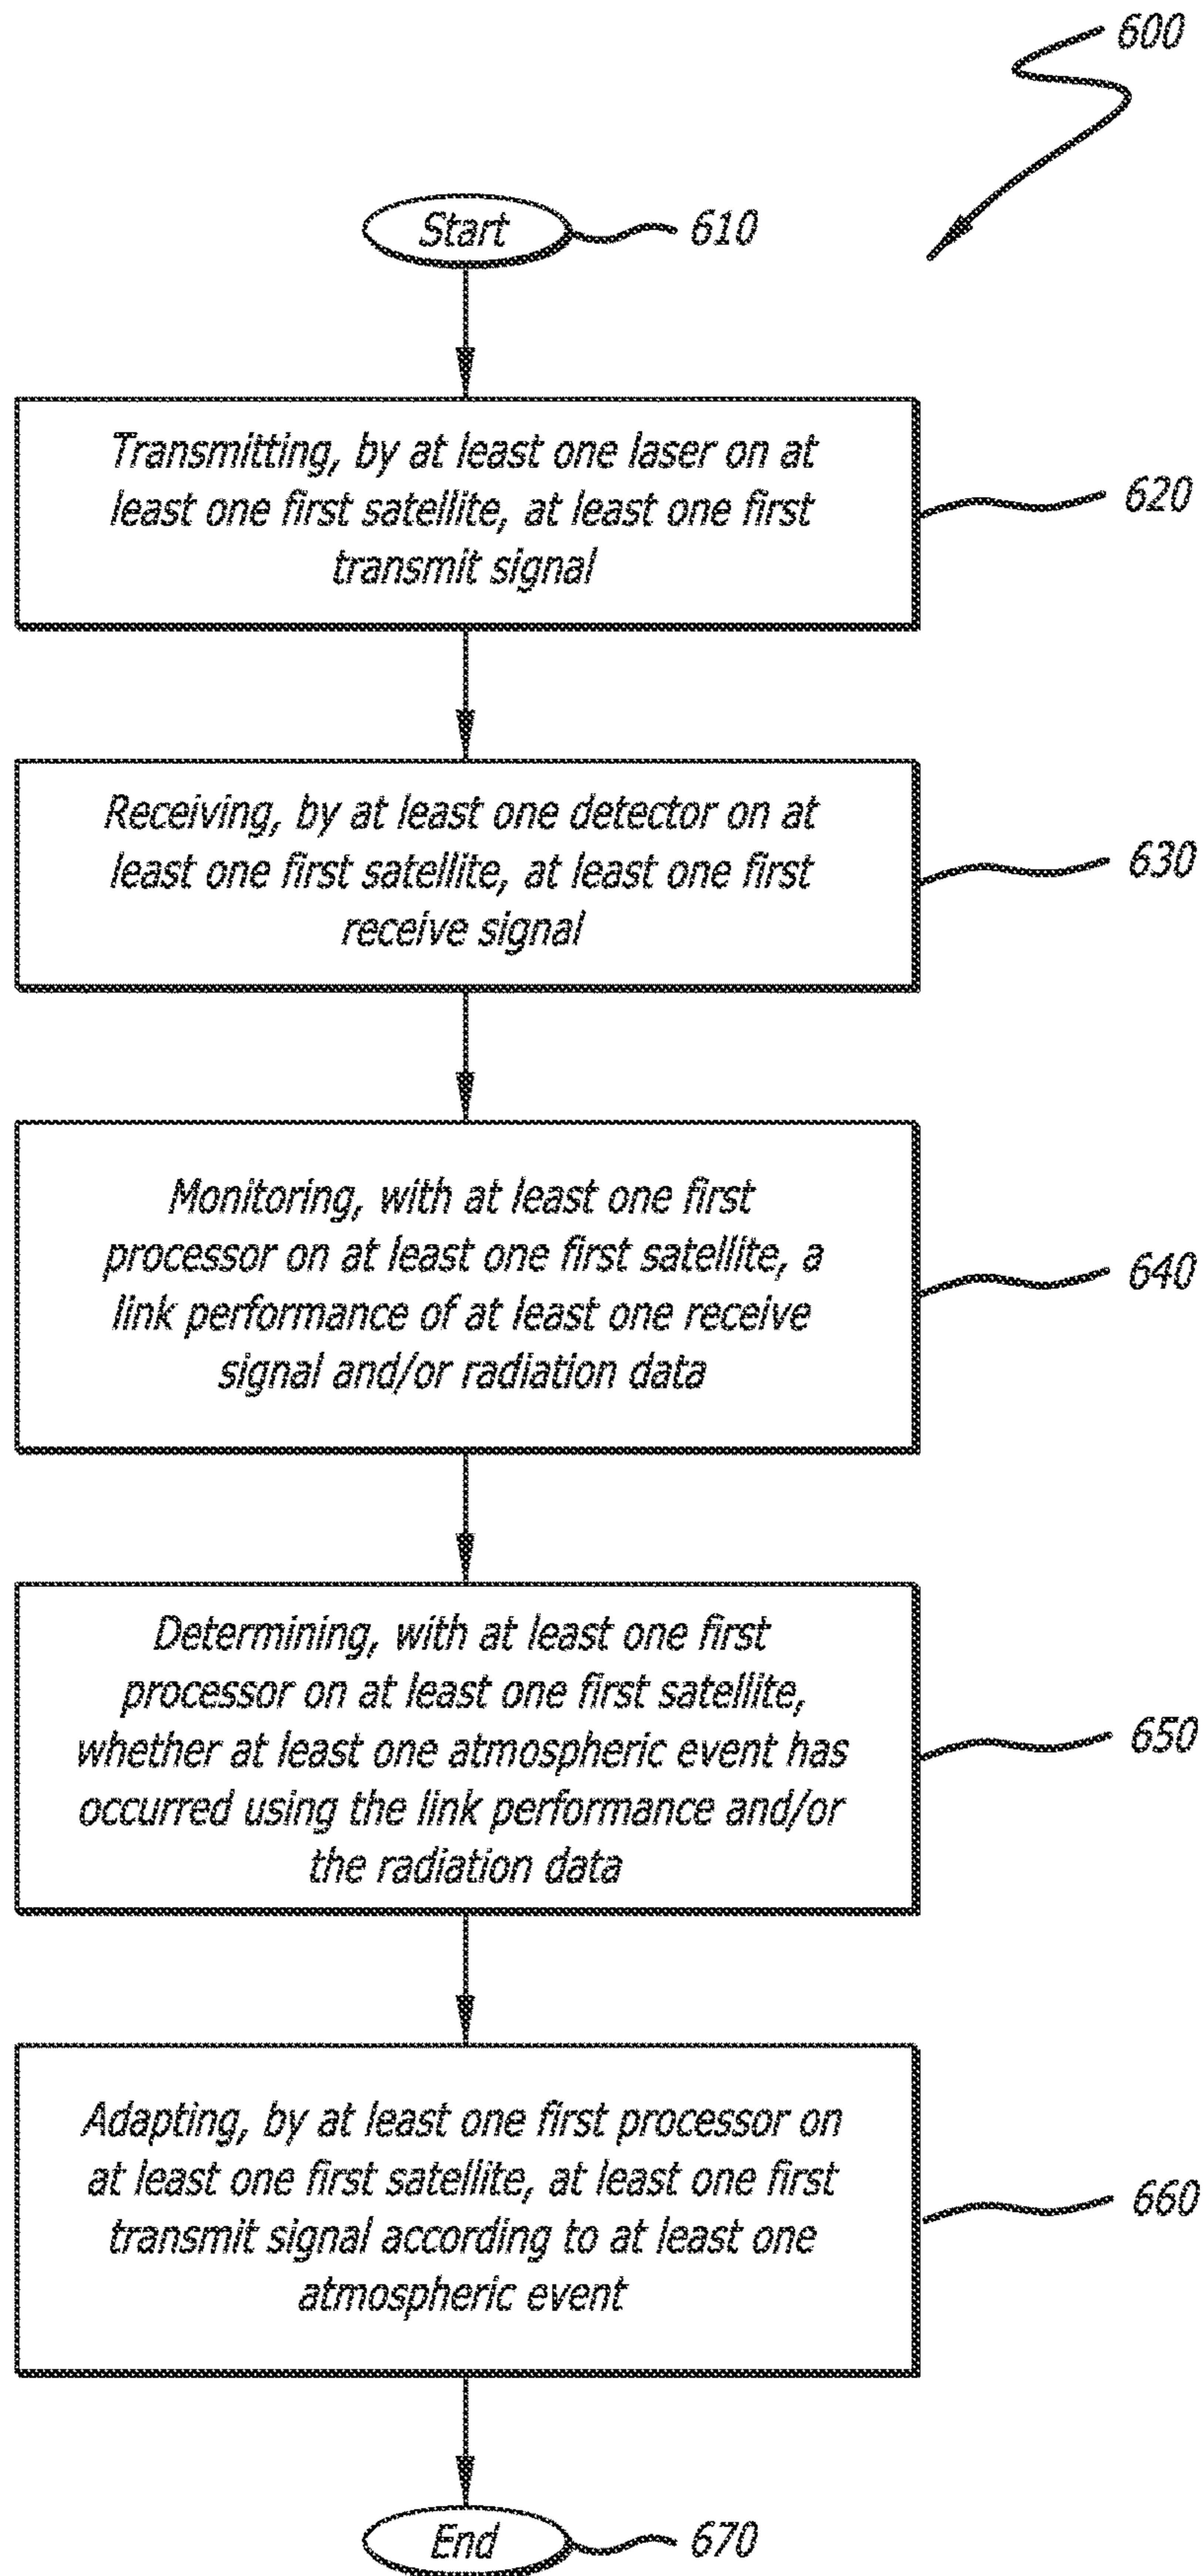 600
Start
610
Transmitting, by at least one laser on at
least one first satellite, at least one first
transmit signal
620
Receiving, by at least one detector on at
least one first satellite, at least one first
receive signal
630
Monitoring, with at least one first
processor on at least one first satellite, a
link performance of at least one receive
signal and/or radiation data
640
Determining, with at least one first
processor on at least one first satellite,
whether at least one atmospheric event has
occurred using the link performance and/or
the radiation data
650
Adapting, by at least one first processor on
at least one first satellite, at least one first
transmit signal according to at least one
atmospheric event
660
End
670